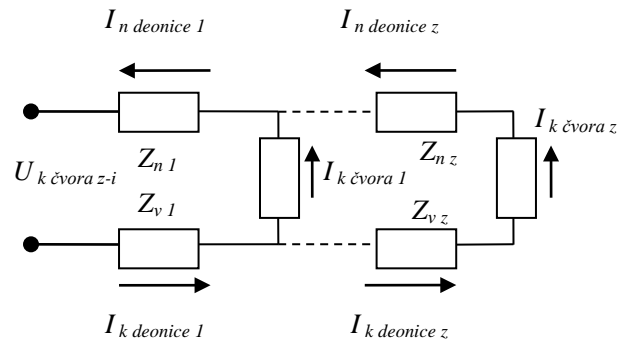 I n deonice 1
I n deonice z
Z n 1
Z n z
I k čvora z
U k čvora z-i
I k čvora 1
Z v 1
Z v z
I k deonice 1
I k deonice z